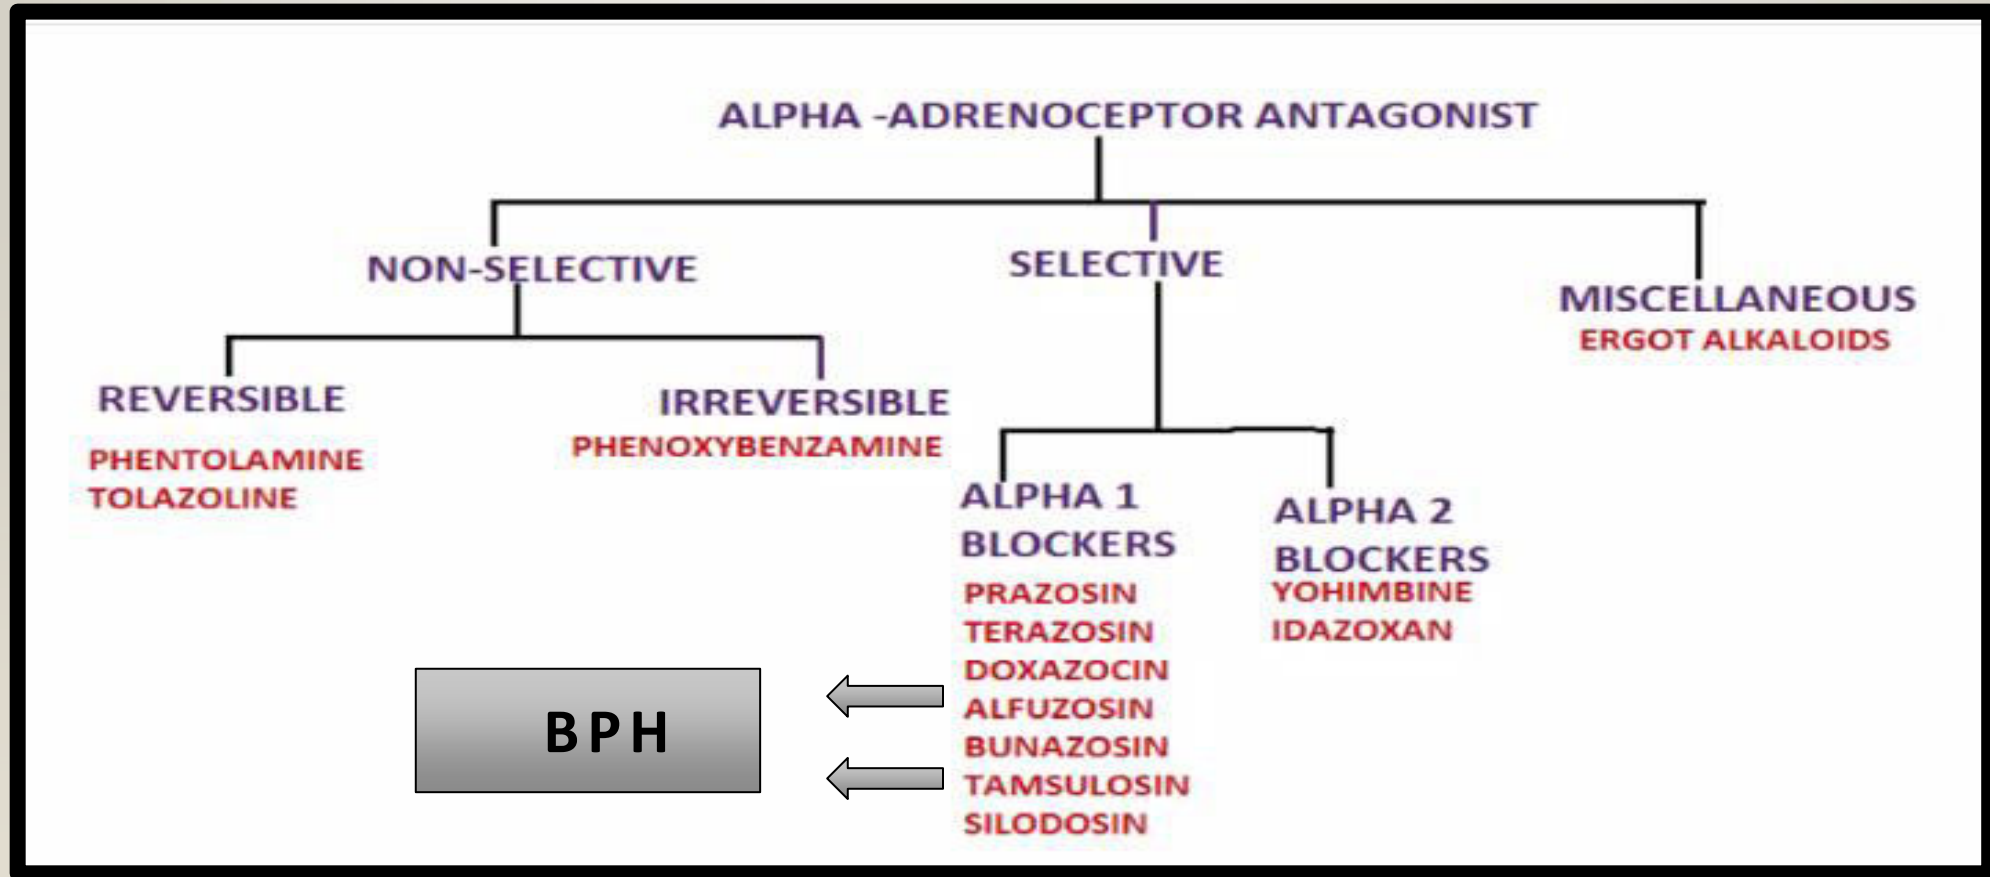 ALPHA -ADRENOCEPTOR ANTAGONIST
NON-SELECTIVE
SELECTIVE
MISCELLANEOUS
ERGOT ALKALOIDS
REVERSIBLE
PHENTOLAMINE
TOLAZOLINE
IRREVERSIBLE
PHENOXYBENZAMINE
ALPHA 1
BLOCKERS
PRAZOSIN
TERAZOSIN
DOXAZOCIN
ALFUZOSIN
BUNAZOSIN
TAMSULOSIN
SILODOSIN
ALPHA 2
BLOCKERS
YOHIMBINE
IDAZOXAN
BPH